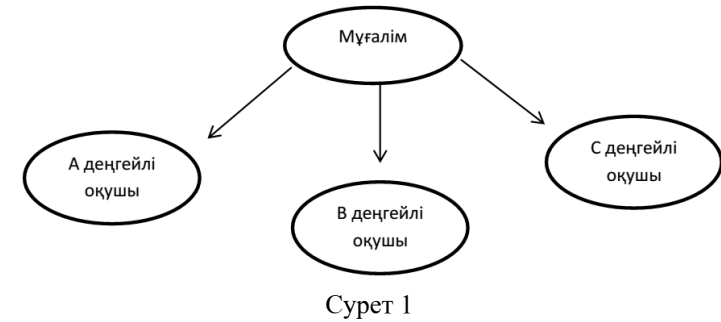 Мұғалім
А деңгейлі
оқушы
В деңгейлі
оқушы
С деңгейлі
оқушы
Сурет 1